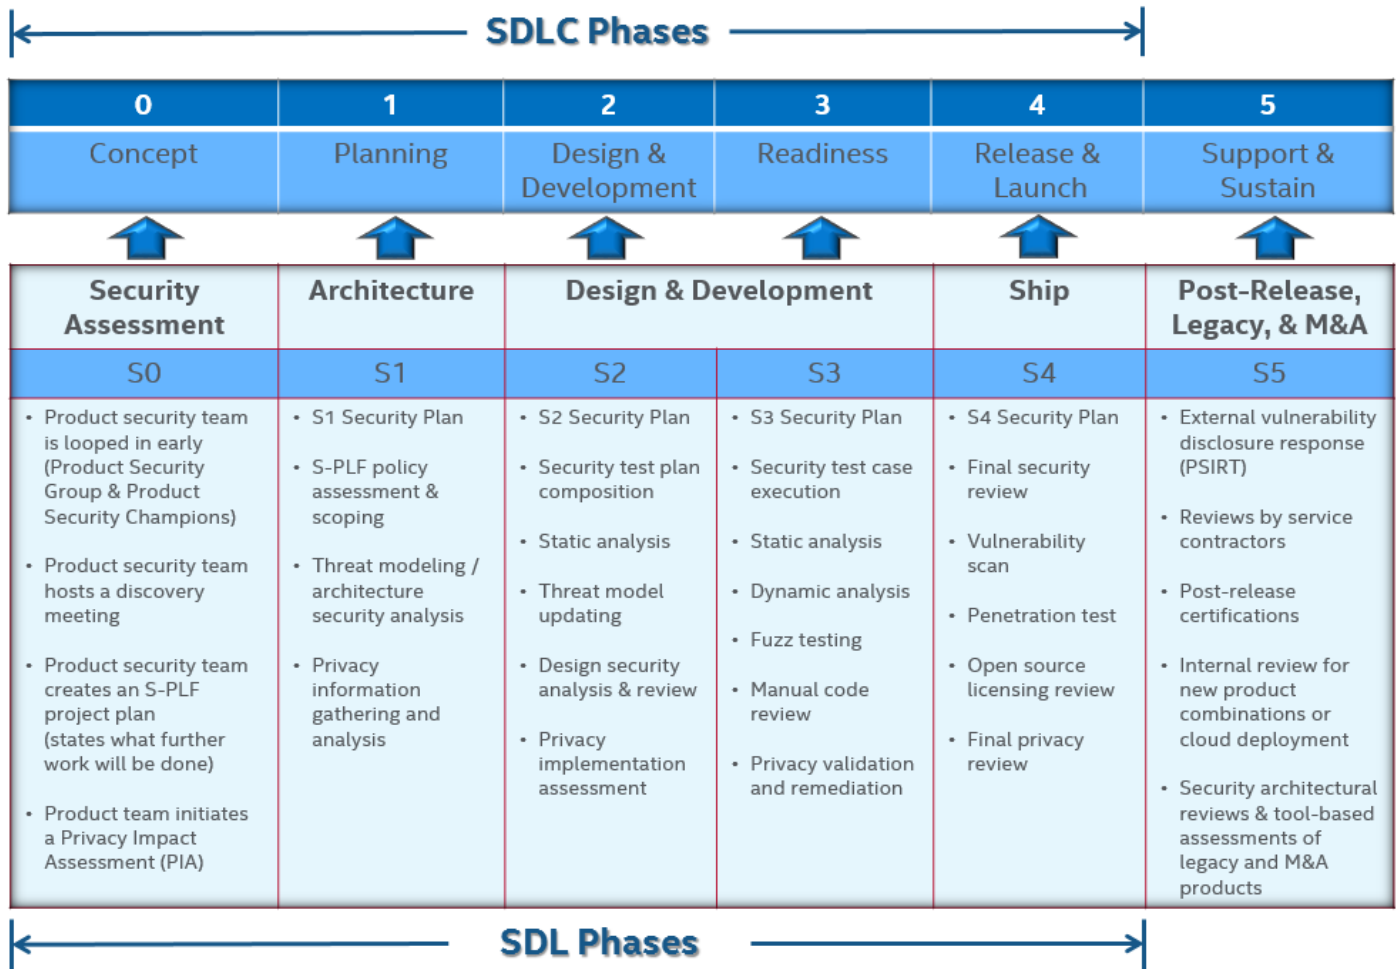 SDLC Phases
0
1
2
3
4
5
Concept
Planning
Design &
Development
Readiness
Release &
Launch
Support &
Sustain
Security
Assessment
Architecture
Design & Development
Ship
Post-Release,
Legacy, & M&A
S0
S1
S2
S3
S4
S5
• Product security team
is looped in early
(Product Security
Group & Product
Security Champions)
• Product security team
hosts a discovery
meeting
• Product security team
creates an S-PLF
project plan
(states what further
work will be done)
• Product team initiates
a Privacy Impact
Assessment (PIA)
• S1 Security Plan
• S-PLF policy
assessment &
scoping
• Threat modeling /
architecture
security analysis
• Privacy
information
gathering and
analysis
• S2 Security Plan
• Security test plan
composition
• Static analysis
• Threat model
updating
• Design security
analysis & review
• Privacy
implementation
assessment
• S3 Security Plan
• Security test case
execution
• Static analysis
• Dynamic analysis
• Fuzz testing
• Manual code
review
• Privacy validation
and remediation
• S4 Security Plan
• Final security
review
• Vulnerability
scan
• Penetration test
• Open source
licensing review
• Final privacy
review
• External vulnerability
disclosure response
(PSIRT)
• Reviews by service
contractors
• Post-release
certifications
• Internal review for
new product
combinations or
cloud deployment
• Security architectural
reviews & tool-based
assessments of
legacy and M&A
products
SDL Phases